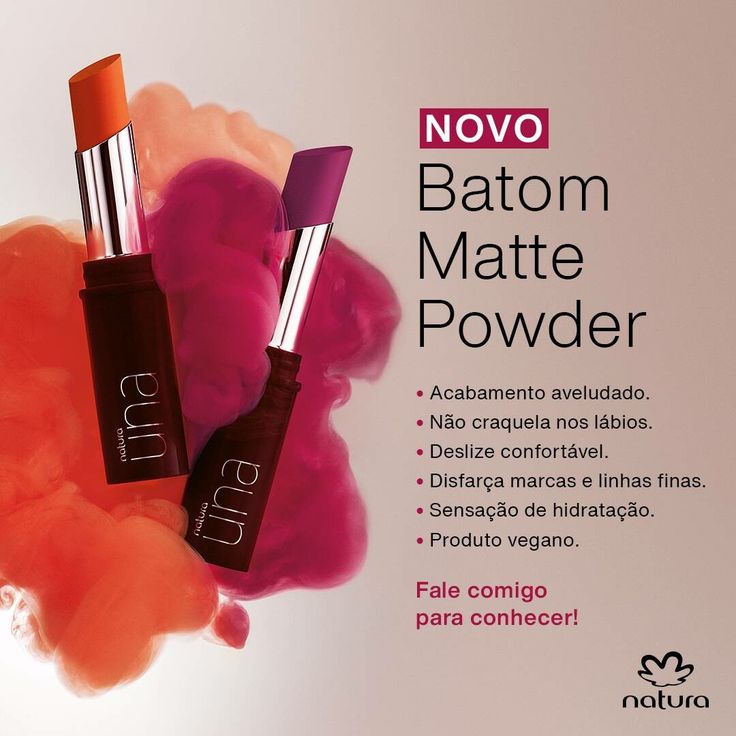 NOVO
Batom
Matte
Powder
• Acabamento aveludado.
• Não craquela nos lábios.
• Deslize confortável.
• Disfarça marcas e linhas finas.
• Sensação de hidratação.
• Produto vegano.
Fale comigo
para conhecer!
natura
una
natura
una
natura